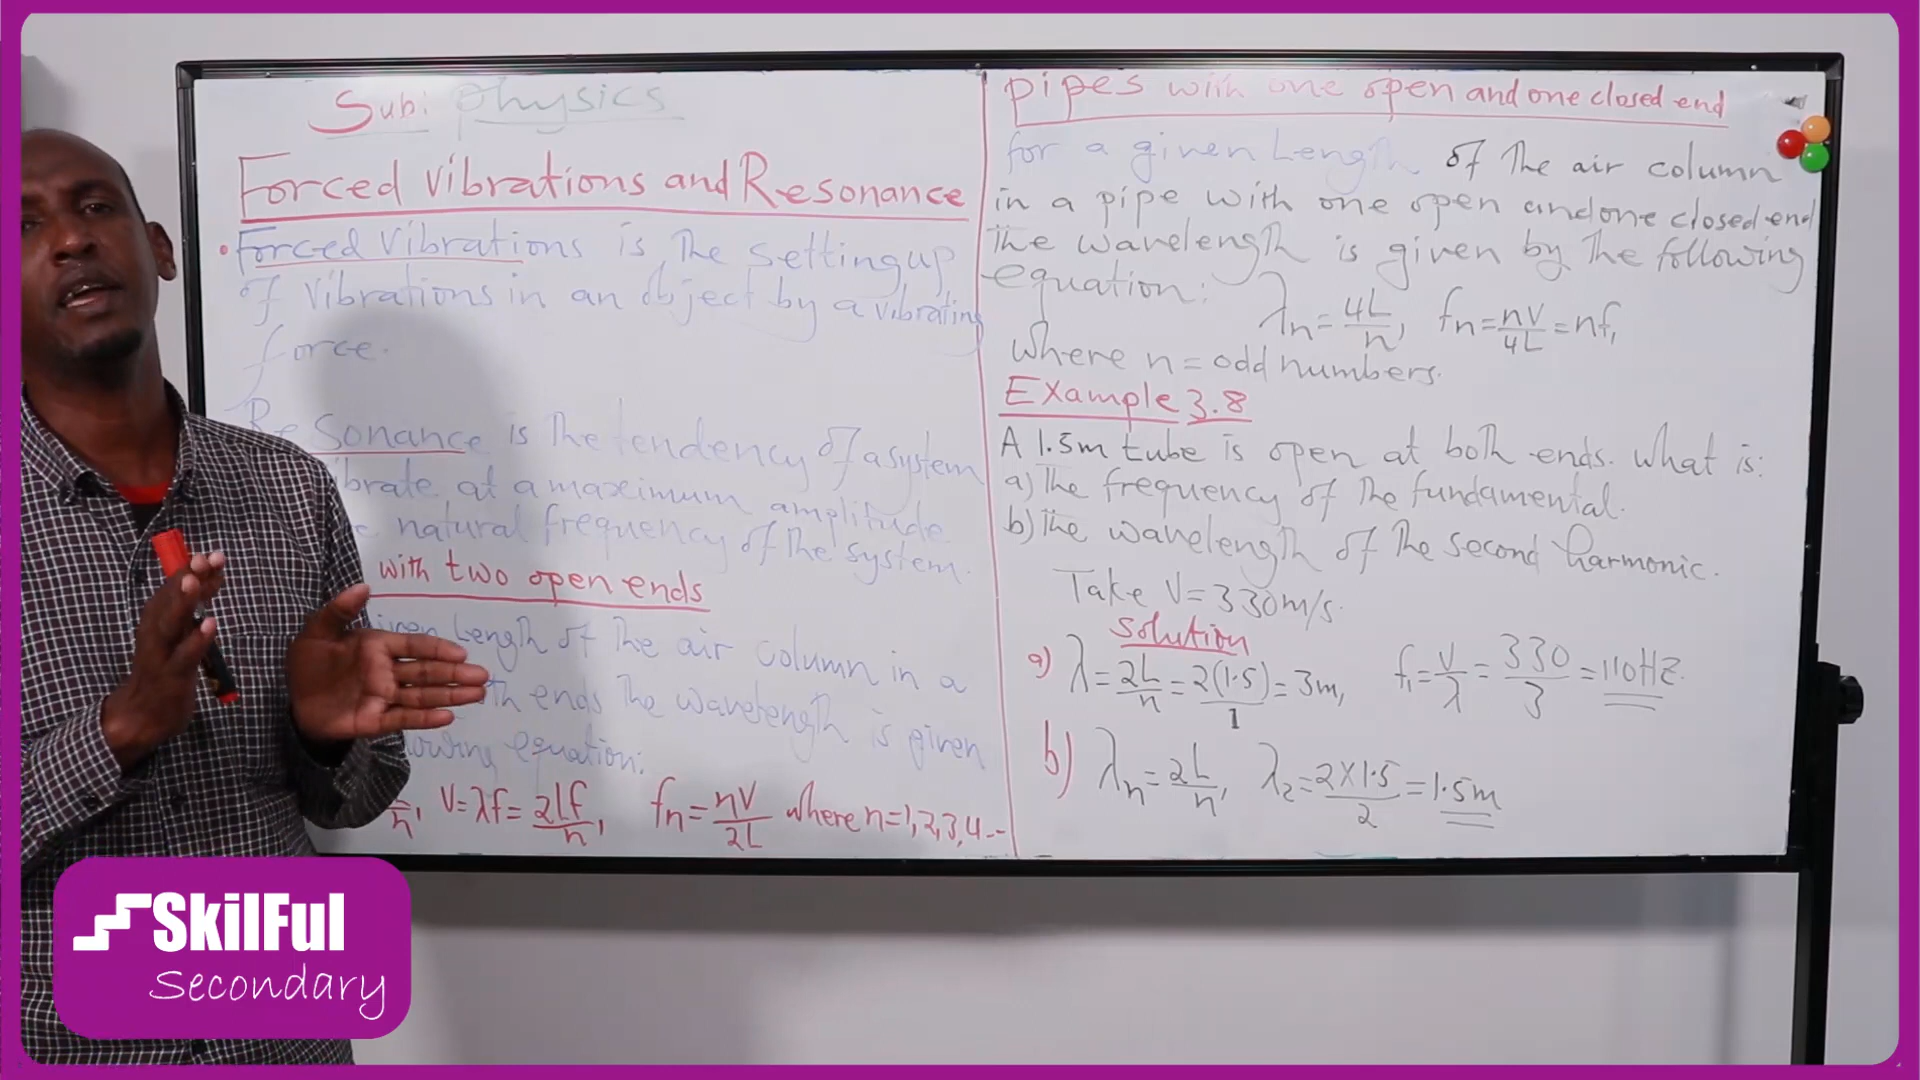 Sub: Physics
Forced Vibrations and Resonance
• Forced Vibrations is The setting up
of Vibrations in an object by a vibrating
force.
Resonance is The tendency of a system
brate at a maximum amplitude
natural frequency of The system.
with two open ends
Length of The air column in a
ends The wavelength is given
equation:
n, V=λf=2Lf/n, fn=nV/2L where n=1,2,3,4---
Pipes with one open and one closed end
for a given Length of The air column
in a pipe with one open and one closed end
The wavelength is given by The following
equation:
λn=4L/n, fn=nV/4L=nf1
where n=odd numbers.
Example 3.8
A 1.5m tube is open at both ends. what is:
a) The frequency of The fundamental.
b) The wavelength of The second harmonic.
Take V=330m/s.
Solution
a) λ=2L/n=2(1.5)/1=3m, f1=V/λ=330/3=110HZ.
b) λn=2L/n, λ2=2X1.5/2=1.5m
SkilFul
Secondary